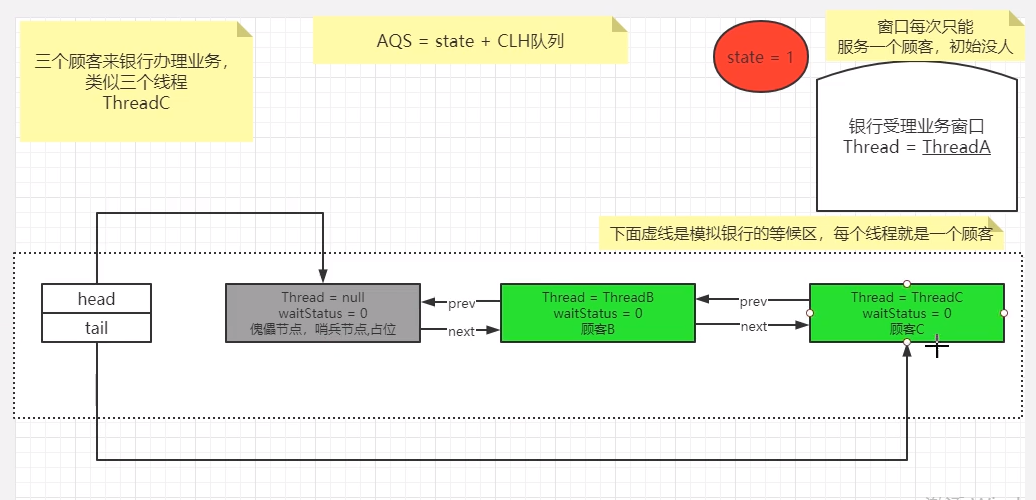 三个顾客来银行办理业务，
类似三个线程
ThreadC
AQS = state + CLH队列
state = 1
窗口每次只能
服务一个顾客，初始没人
银行受理业务窗口
Thread = ThreadA
下面虚线是模拟银行的等候区，每个线程就是一个顾客
head
tail
Thread = null
waitStatus = 0
傀儡节点，哨兵节点,占位
prev
next
Thread = ThreadB
waitStatus = 0
顾客B
prev
next
Thread = ThreadC
waitStatus = 0
顾客C